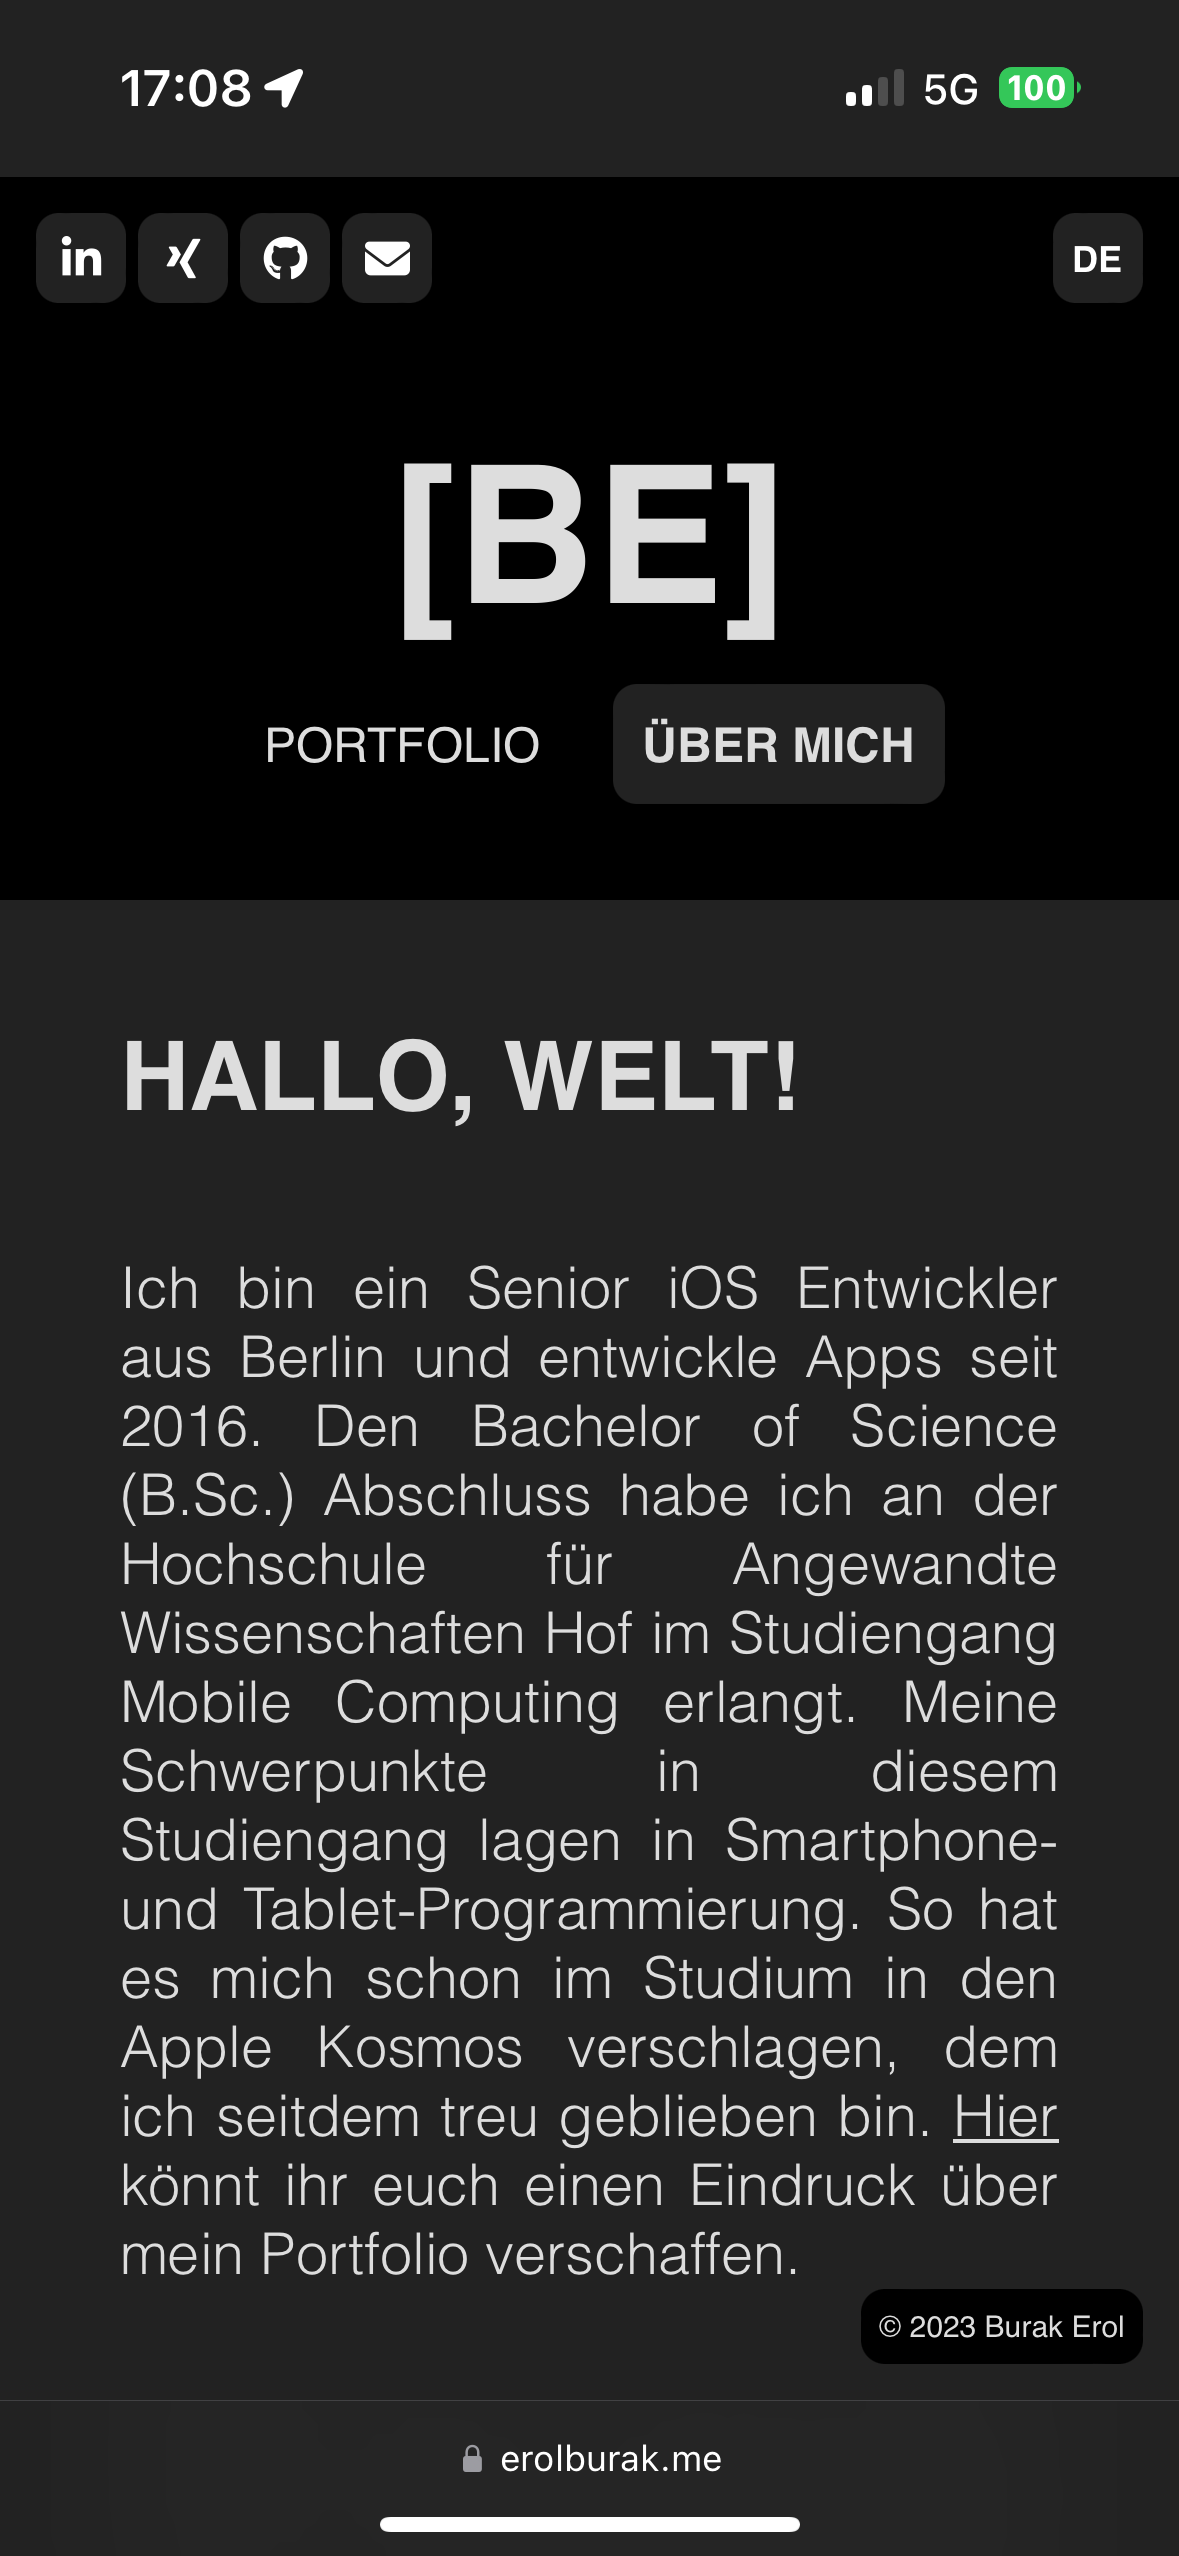 17:08
5G 100
in
DE
[BE]
PORTFOLIO ÜBER MICH
HALLO, WELT!
Ich bin ein Senior iOS Entwickler
aus Berlin und entwickle Apps seit
2016. Den Bachelor of Science
(B.Sc.) Abschluss habe ich an der
Hochschule für Angewandte
Wissenschaften Hof im Studiengang
Mobile Computing erlangt. Meine
Schwerpunkte in diesem
Studiengang lagen in Smartphone-
und Tablet-Programmierung. So hat
es mich schon im Studium in den
Apple Kosmos verschlagen, dem
ich seitdem treu geblieben bin. Hier
könnt ihr euch einen Eindruck über
mein Portfolio verschaffen.
© 2023 Burak Erol
erolburak.me